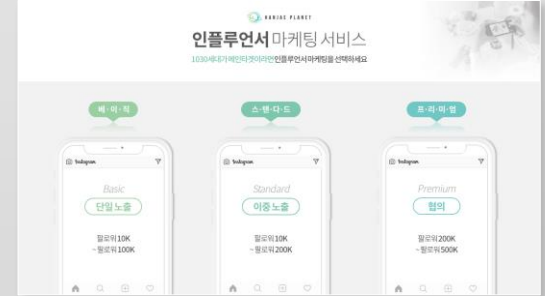 HANJAE PLANET
인플루언서 마케팅 서비스
1030세대가 메인타겟이라면 인플루언서 마케팅을 선택하세요
베·이·직
스·탠·다·드
프·리·미·엄
Instagram
Instagram
Instagram
Basic
Standard
Premium
단일 노출
이중 노출
협의
팔로워10K
~팔로워100K
팔로워10K
~팔로워200K
팔로워200K
~팔로워500K